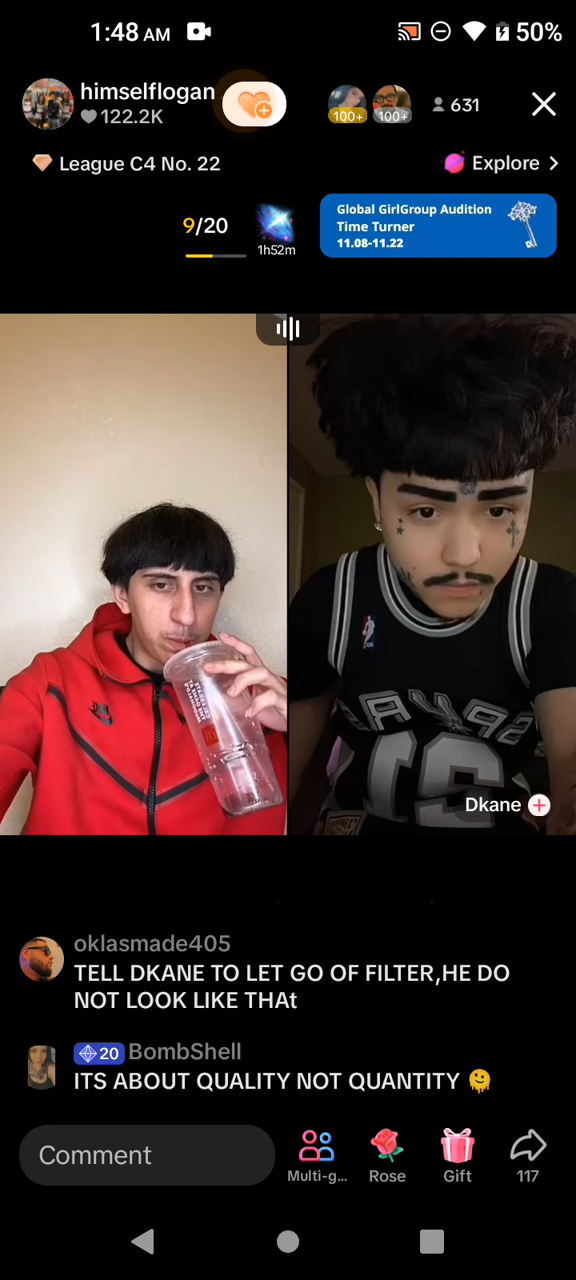 1:48 AM
50%
himselflogan
122.2K
100+
100+
631
League C4 No. 22
Explore >
9/20
1h52m
Global GirlGroup Audition
Time Turner
11.08-11.22
Dkane
oklasmade405
TELL DKANE TO LET GO OF FILTER,HE DO
NOT LOOK LIKE THAt
20 BombShell
ITS ABOUT QUALITY NOT QUANTITY 🫠
Comment
Multi-g...
Rose
Gift
117